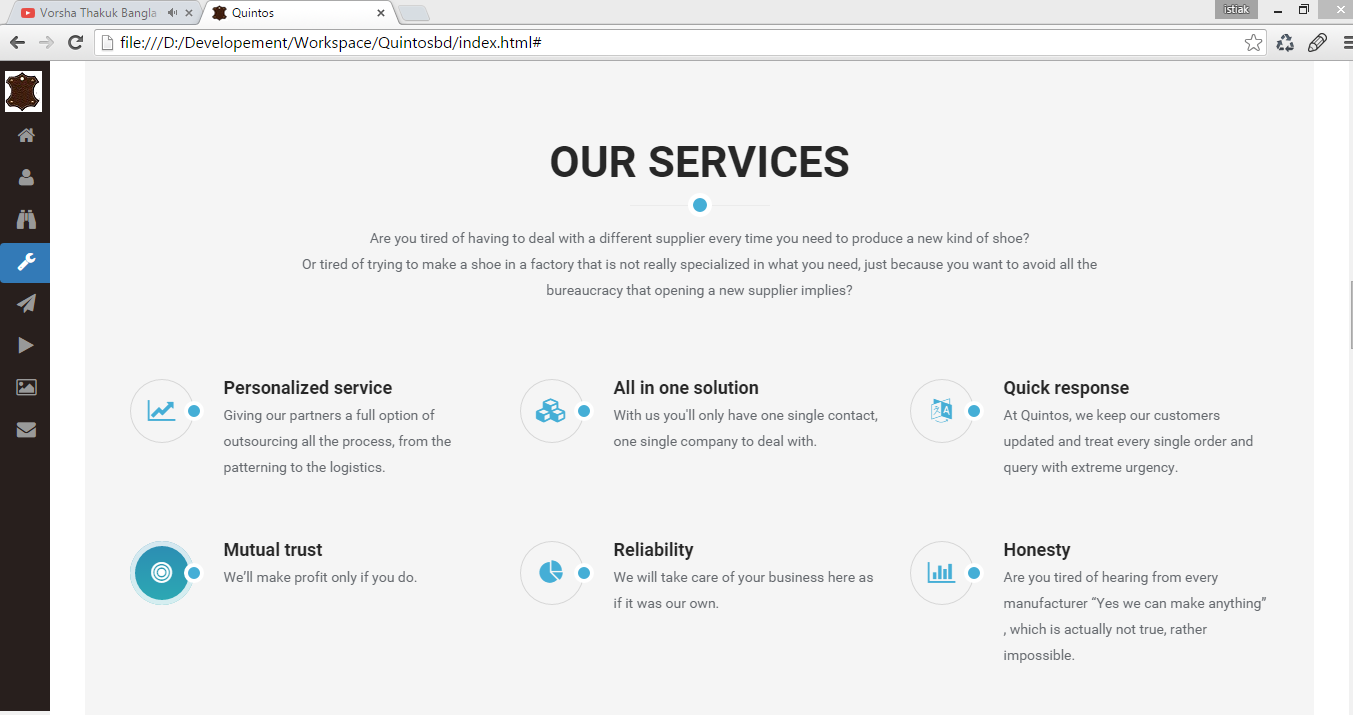 Vorsha Thakuk Bangla
Quintos
istiak
file:///D:/Developement/Workspace/Quintosbd/index.html#
OUR SERVICES
Are you tired of having to deal with a different supplier every time you need to produce a new kind of shoe?
Or tired of trying to make a shoe in a factory that is not really specialized in what you need, just because you want to avoid all the
bureaucracy that opening a new supplier implies?
Personalized service
Giving our partners a full option of
outsourcing all the process, from the
patterning to the logistics.
All in one solution
With us you'll only have one single contact,
one single company to deal with.
Quick response
At Quintos, we keep our customers
updated and treat every single order and
query with extreme urgency.
Mutual trust
We’ll make profit only if you do.
Reliability
We will take care of your business here as
if it was our own.
Honesty
Are you tired of hearing from every
manufacturer “Yes we can make anything”
, which is actually not true, rather
impossible.